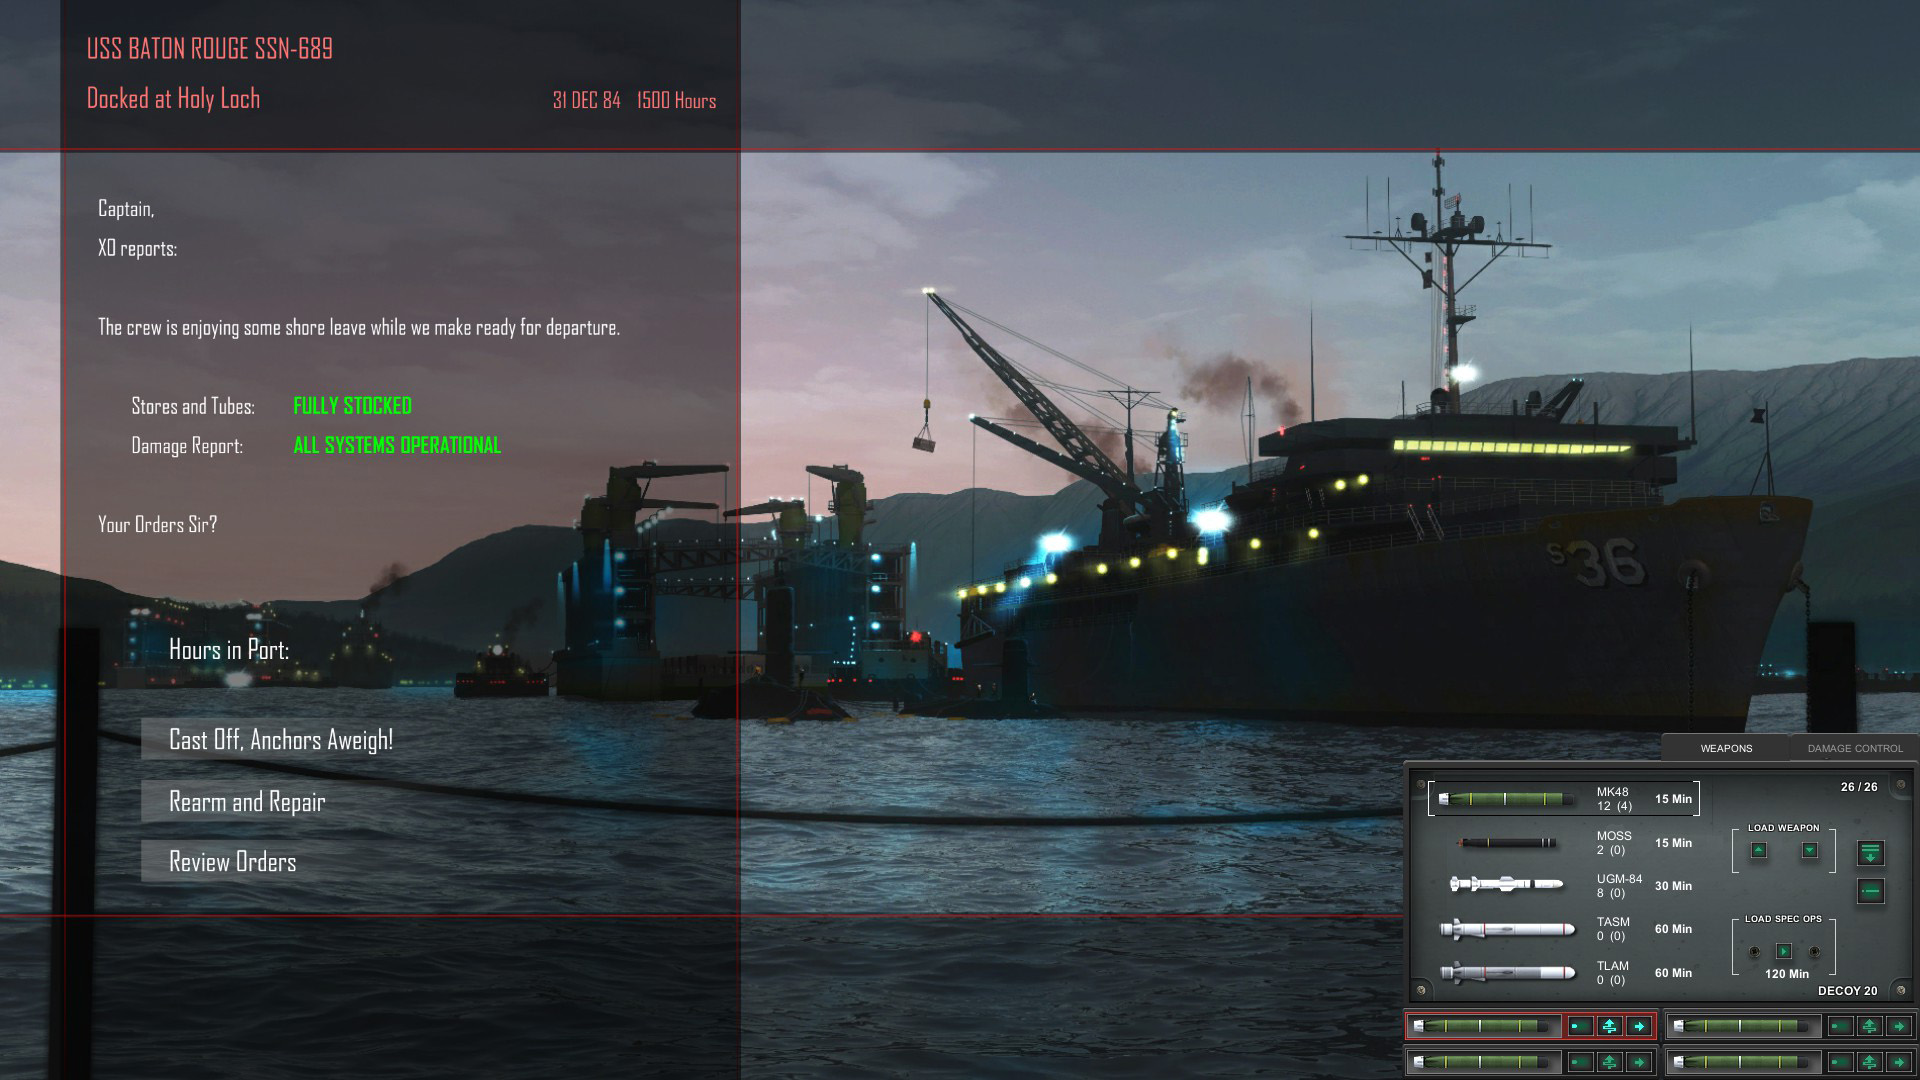 USS BATON ROUGE SSN-689
Docked at Holy Loch
31 DEC 84 1500 Hours
Captain,
XO reports:
The crew is enjoying some shore leave while we make ready for departure.
Stores and Tubes: FULLY STOCKED
Damage Report: ALL SYSTEMS OPERATIONAL
Your Orders Sir?
Hours in Port:
Cast Off, Anchors Aweigh!
Rearm and Repair
Review Orders
S36
WEAPONS
DAMAGE CONTROL
26 / 26
MK48
12 (4)
15 Min
MOSS
2 (0)
15 Min
UGM-84
8 (0)
30 Min
TASM
0 (0)
60 Min
TLAM
0 (0)
60 Min
LOAD WEAPON
LOAD SPEC OPS
120 Min
DECOY 20